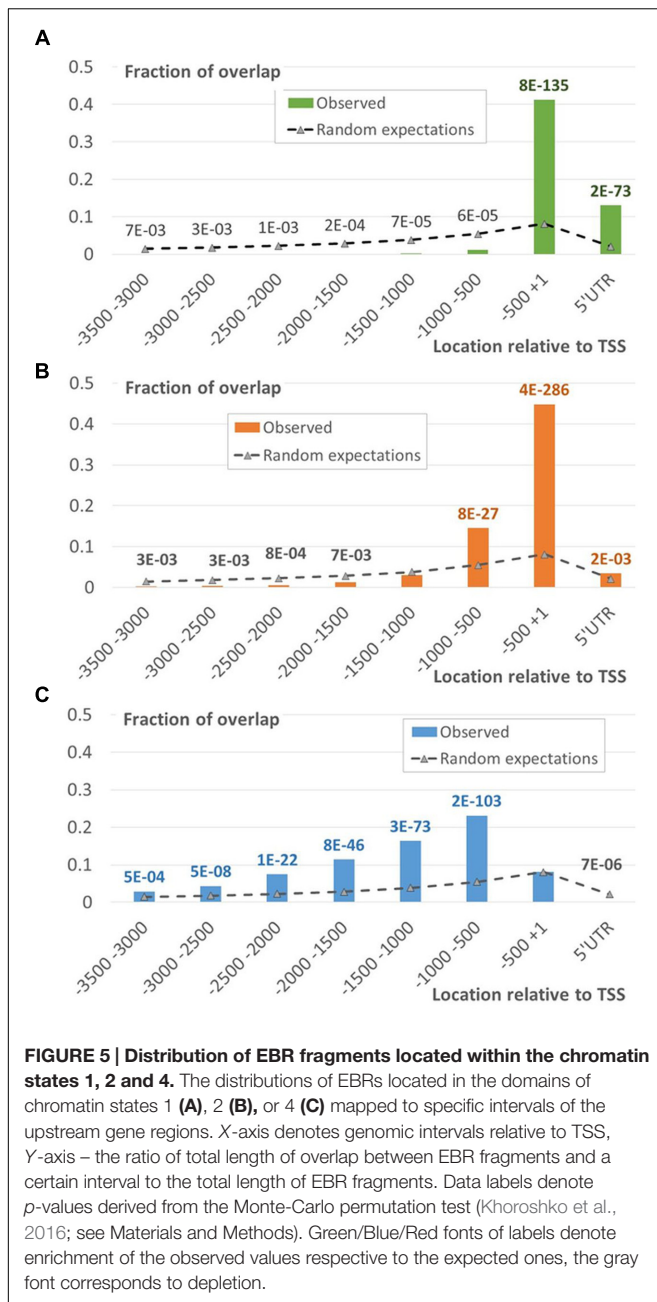 A
Fraction of overlap
0.5
0.4
0.3
0.2
0.1
0
Observed
Random expectations
7E-03
3E-03
1E-03
2E-04
7E-05
6E-05
8E-135
2E-73
-3500 -3000
-3000 -2500
-2500 -2000
-2000 -1500
-1500 -1000
-1000 -500
-500 +1
5'UTR
Location relative to TSS
B
Fraction of overlap
0.5
0.4
0.3
0.2
0.1
0
Observed
Random expectations
3E-03
3E-03
8E-04
7E-03
8E-27
4E-286
2E-03
-3500 -3000
-3000 -2500
-2500 -2000
-2000 -1500
-1500 -1000
-1000 -500
-500 +1
5'UTR
Location relative to TSS
C
Fraction of overlap
0.5
0.4
0.3
0.2
0.1
0
Observed
Random expectations
5E-04
5E-08
1E-22
8E-46
3E-73
2E-103
7E-06
-3500 -3000
-3000 -2500
-2500 -2000
-2000 -1500
-1500 -1000
-1000 -500
-500 +1
5'UTR
Location relative to TSS
FIGURE 5 | Distribution of EBR fragments located within the chromatin
states 1, 2 and 4. The distributions of EBRs located in the domains of
chromatin states 1 (A), 2 (B), or 4 (C) mapped to specific intervals of the
upstream gene regions. X-axis denotes genomic intervals relative to TSS,
Y-axis – the ratio of total length of overlap between EBR fragments and a
certain interval to the total length of EBR fragments. Data labels denote
p-values derived from the Monte-Carlo permutation test (Khoroshko et al.,
2016; see Materials and Methods). Green/Blue/Red fonts of labels denote
enrichment of the observed values respective to the expected ones, the gray
font corresponds to depletion.